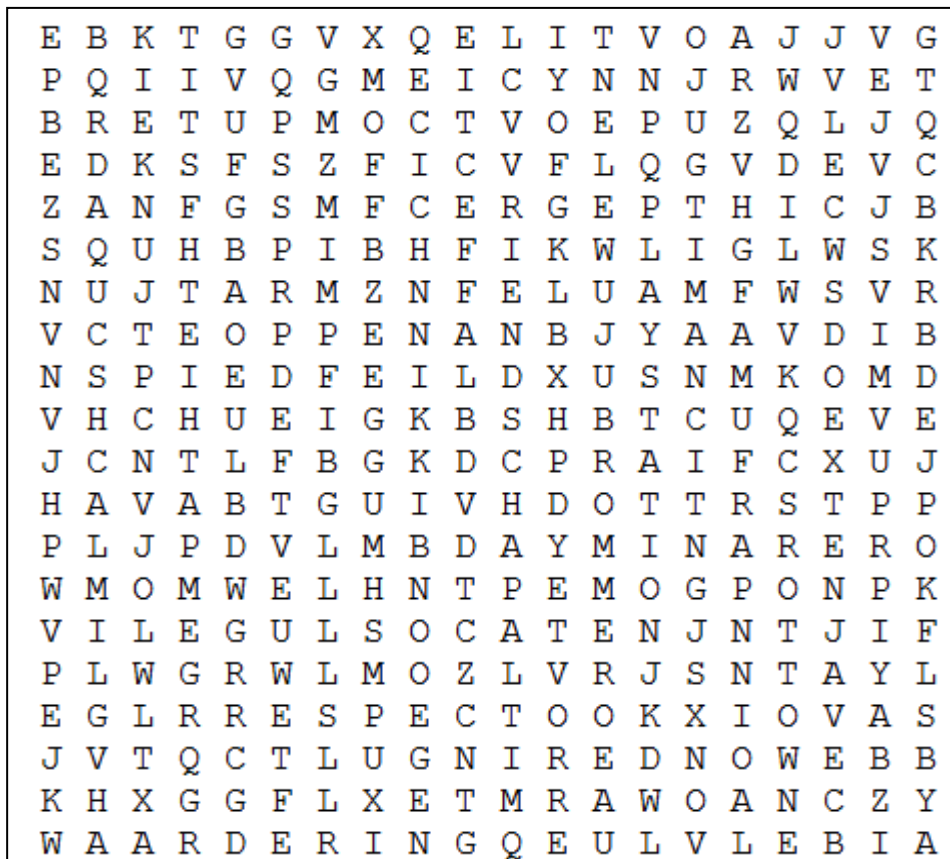 E B K T G G V X Q E L I T V O A J J V G
P Q I I V Q G M E I C Y N N J R W V E T
B R E T U P M O C T V O E P U Z Q L J Q
E D K S F S Z F I C V F L Q G V D E V C
Z A N F G S M F C E R G E P T H I C J B
S Q U H B P I B H F I K W L I G L W S K
N U J T A R M Z N F E L U A M F W S V R
V C T E O P P E N A N B J Y A A V D I B
N S P I E D F E I L D X U S N M K O M D
V H C H U E I G K B S H B T C U Q E V E
J C N T L F B G K D C P R A I F C X U J
H A V A B T G U I V H D O T T R S T P P
P L J P D V L M B D A Y M I N A R E R O
W M O M W E L H N T P E M O G P O N P K
V I L E G U L S O C A T E N J N T J I F
P L W G R W L M O Z L V R J S N T A Y L
E G L R R E S P E C T O O K X I O V A S
J V T Q C T L U G N I R E D N O W E B B
K H X G G F L X E T M R A W O A N C Z Y
W A A R D E R I N G Q E U L V L E B I A